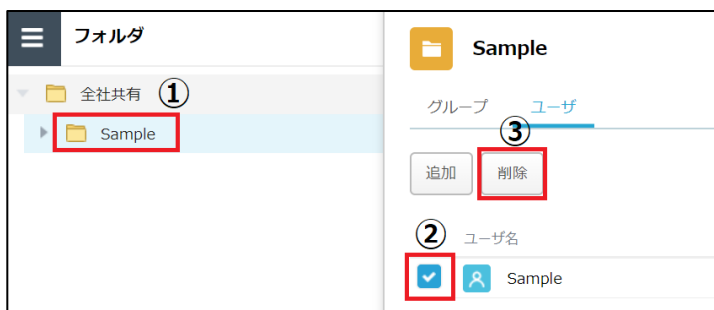 フォルダ
全社共有 ①
Sample
Sample
グループ ユーザ
③
追加 削除
②
ユーザ名
Sample